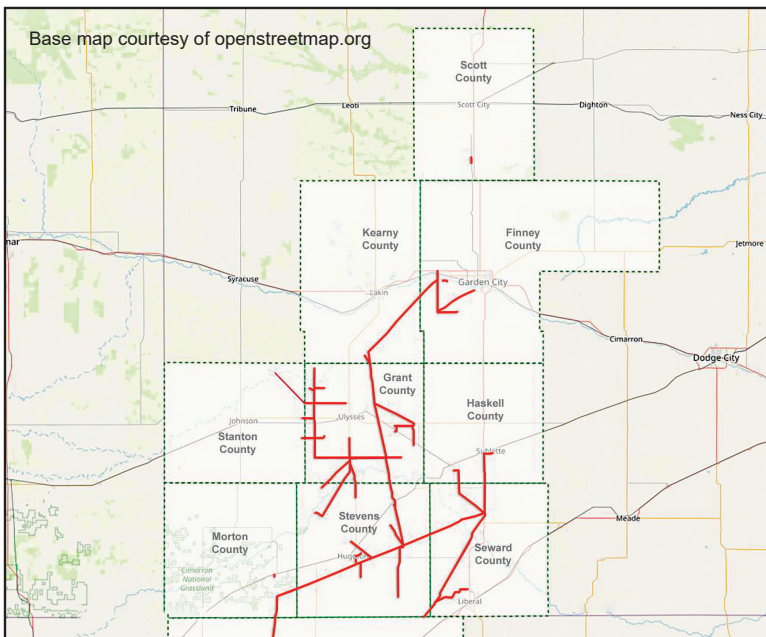 Base map courtesy of openstreetmap.org
Scott
County
Tribune
Leoti
Scott City
Dighton
Ness City
Kearny
County
Finney
County
nar
Jetmore
Syracuse
Lakin
Garden City
Cimarron
Dodge City
Grant
County
Haskell
County
Johnson
Ulysses
Stanton
County
Sublette
Stevens
County
Meade
Morton
County
Seward
County
Cimarron
National
Grassland
Liberal